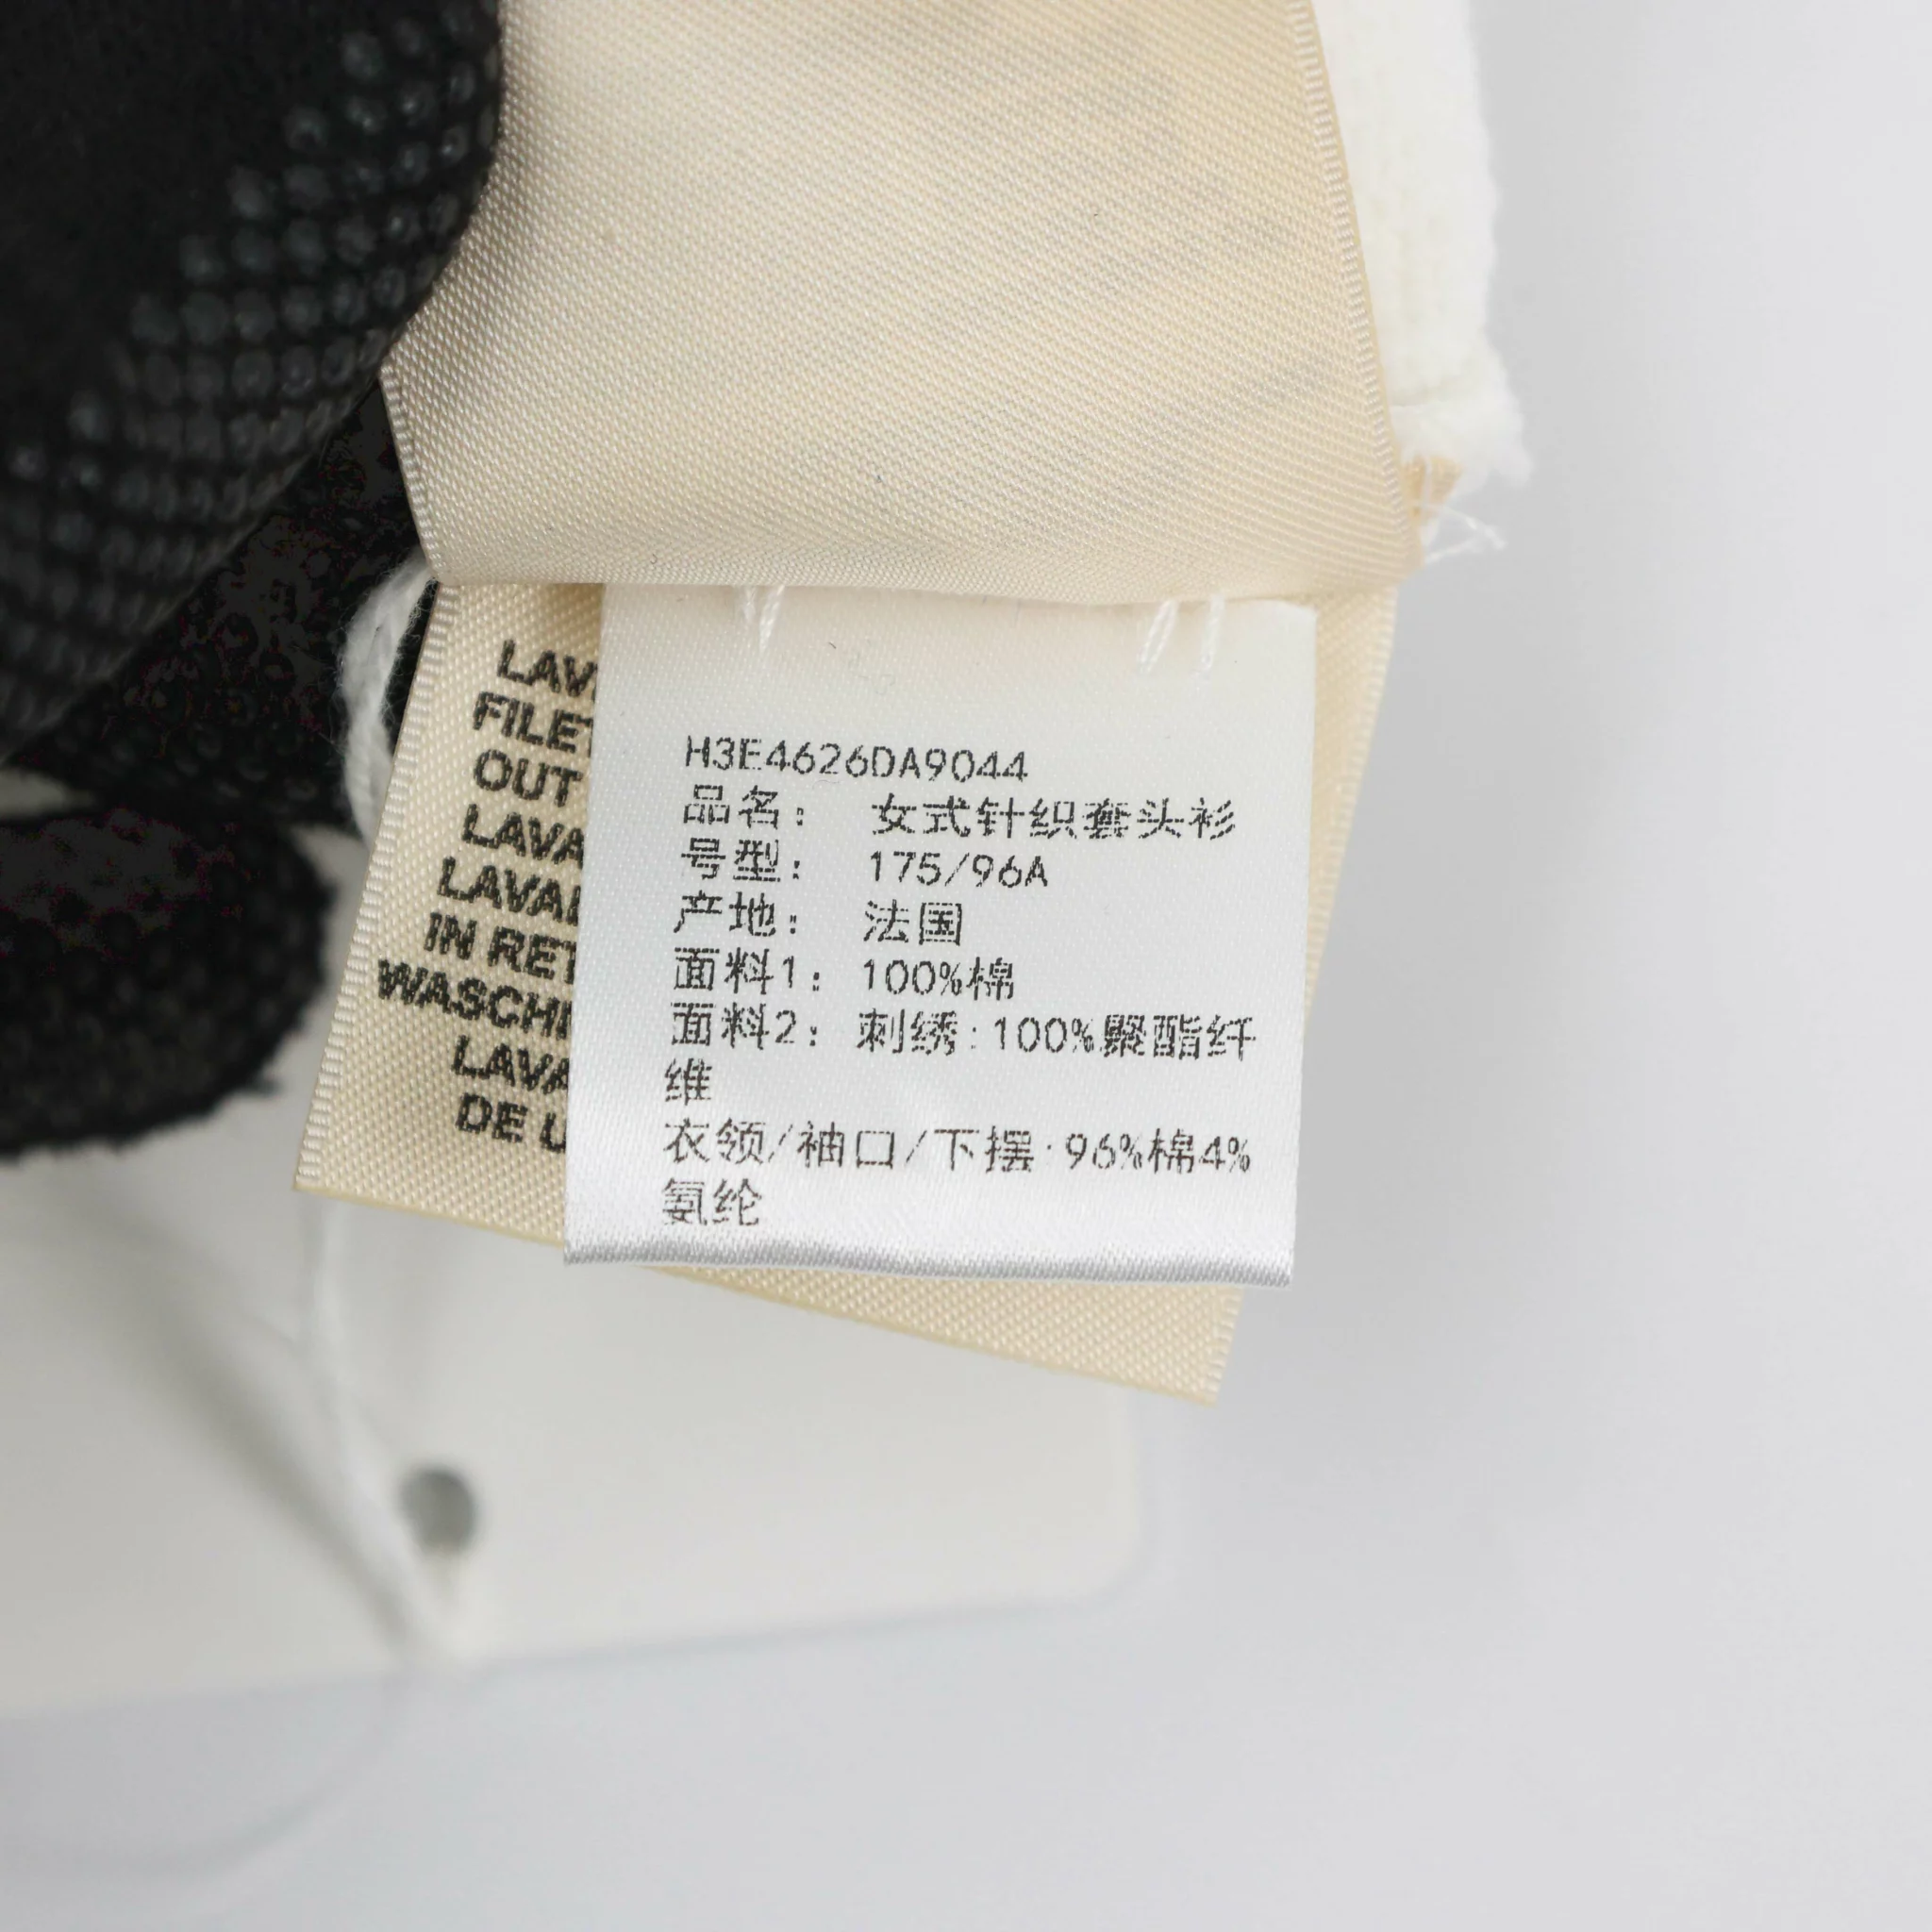 LAV
FILET
OUT
LAVA
LAVA
IN RET
WASCH
LAVA
DE U
H3E4626DA9044
品名： 女式针织套头衫
号型： 175/96A
产地： 法国
面料1： 100%棉
面料2： 刺绣:100%聚酯纤
维
衣领/袖口/下摆:96%棉4%
氨纶